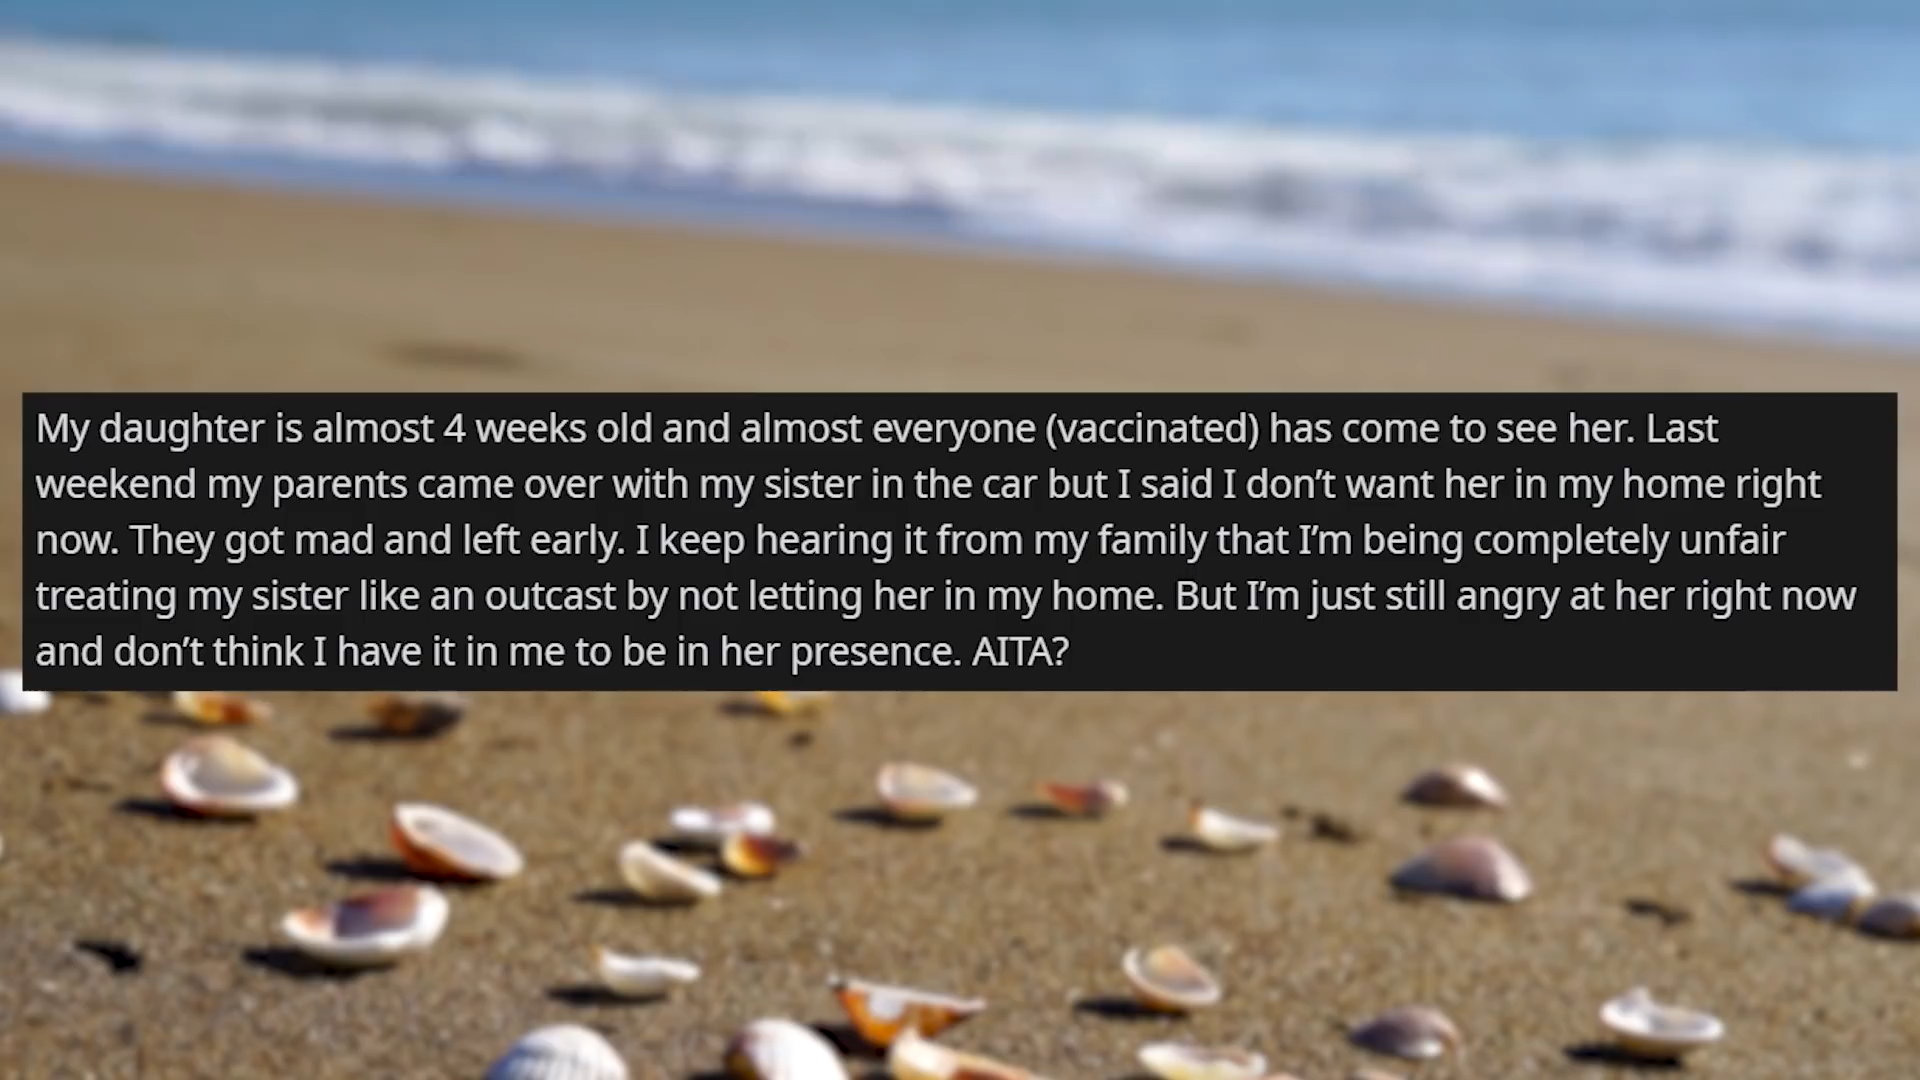 My daughter is almost 4 weeks old and almost everyone (vaccinated) has come to see her. Last
weekend my parents came over with my sister in the car but I said I don’t want her in my home right
now. They got mad and left early. I keep hearing it from my family that I’m being completely unfair
treating my sister like an outcast by not letting her in my home. But I’m just still angry at her right now
and don’t think I have it in me to be in her presence. AITA?